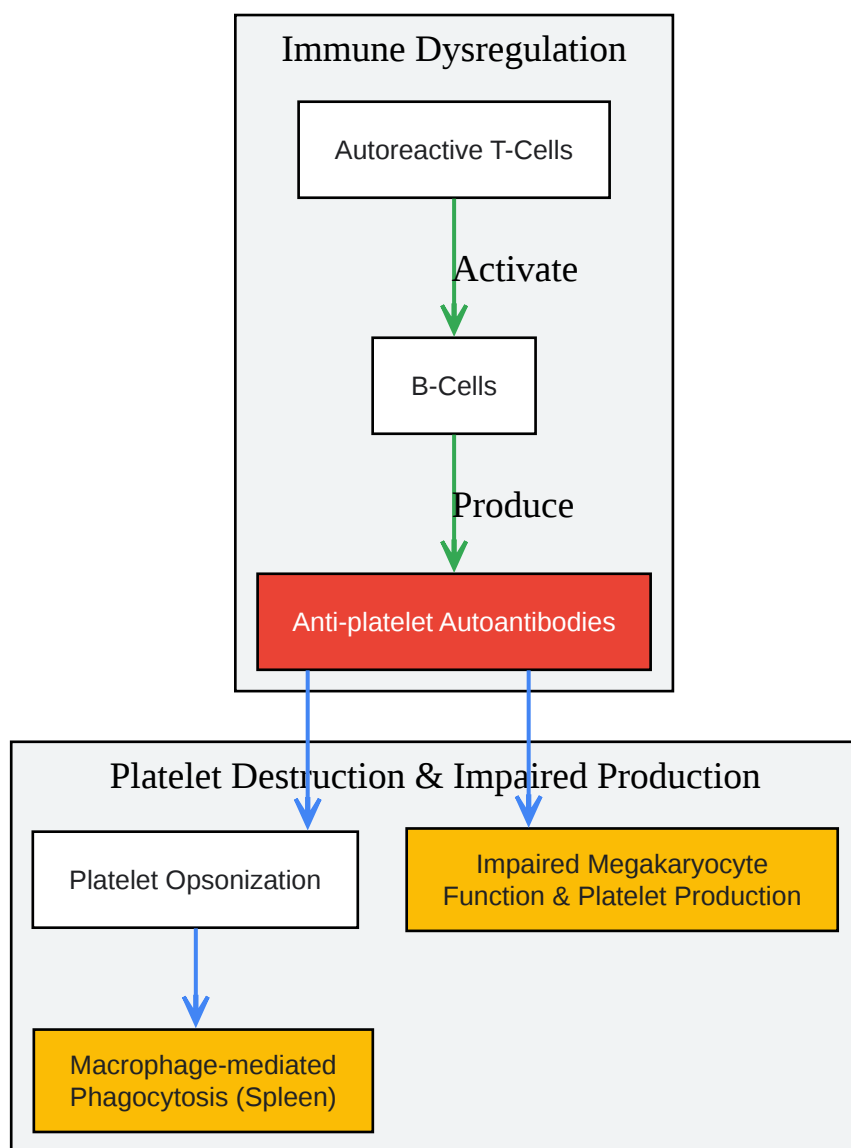 Immune Dysregulation
Autoreactive T-Cells
Activate
B-Cells
Produce
Anti-platelet Autoantibodies
Platelet Destruction & Impaired Production
Platelet Opsonization
Impaired Megakaryocyte
Function & Platelet Production
Macrophage-mediated
Phagocytosis (Spleen)